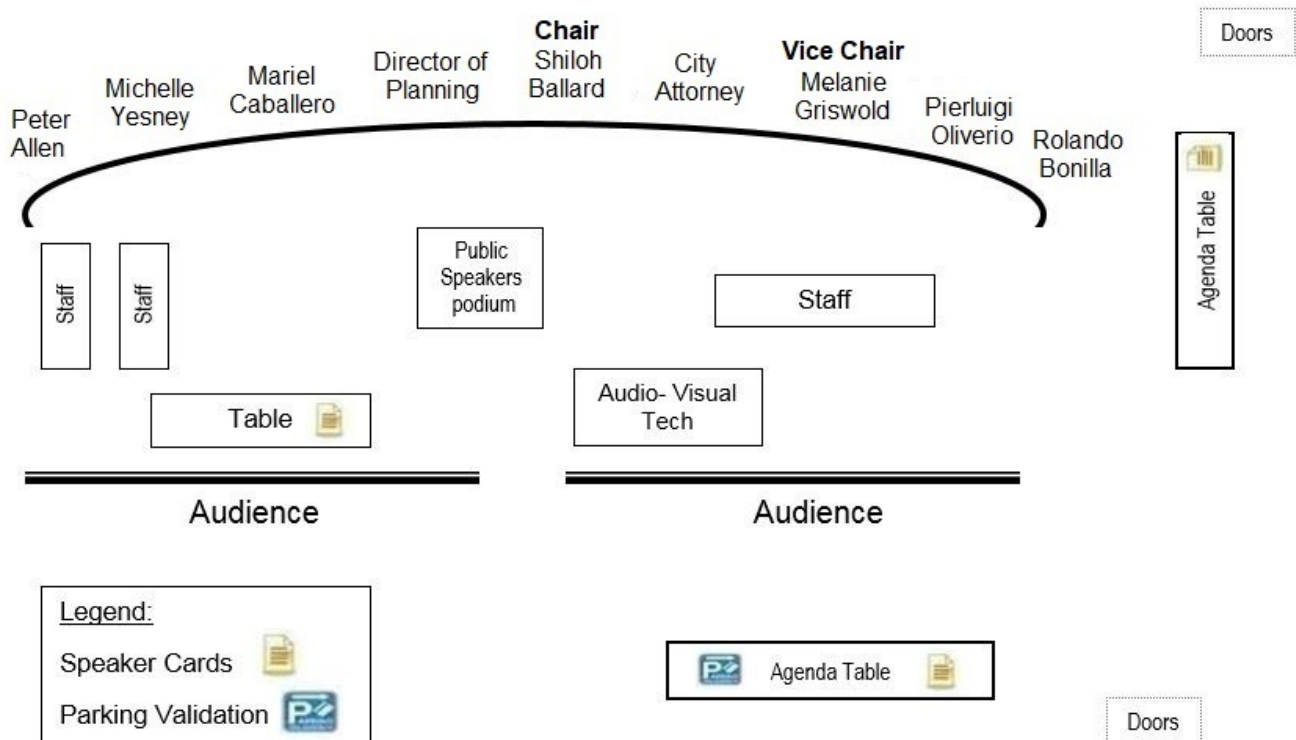 Doors
Chair
Shiloh
Ballard
Vice Chair
Melanie
Griswold
Director of
Planning
City
Attorney
Mariel
Caballero
Michelle
Yesney
Pierluigi
Oliverio
Peter
Allen
Rolando
Bonilla
Agenda Table
Staff
Staff
Public
Speakers
podium
Staff
Audio- Visual
Tech
Table
Audience
Audience
Legend:
Speaker Cards
Parking Validation
P
P
Agenda Table
Doors